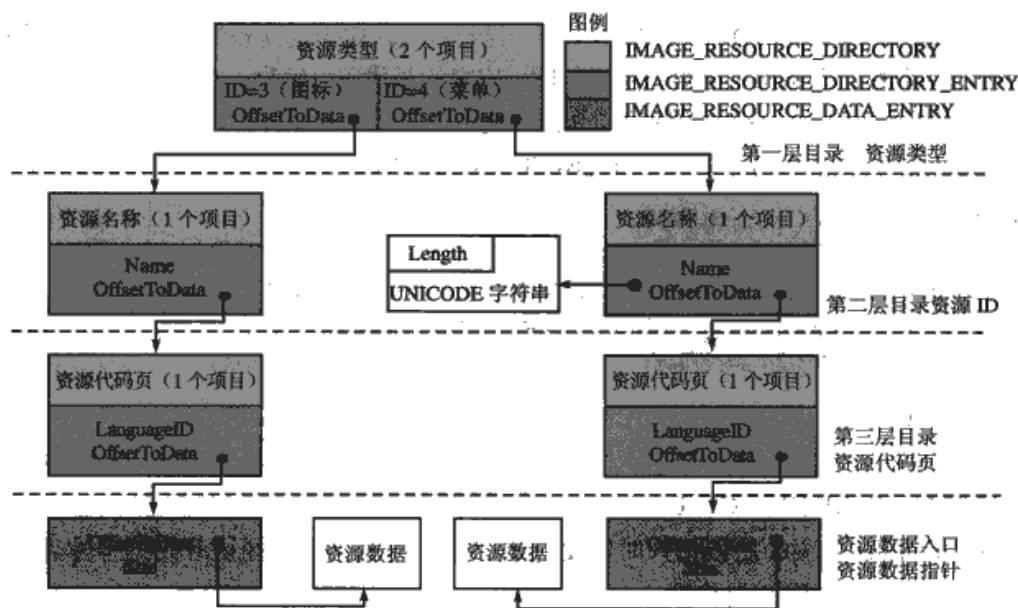 图例
资源类型（2 个项目）
IMAGE_RESOURCE_DIRECTORY
ID=3（图标）
ID=4（菜单）
IMAGE_RESOURCE_DIRECTORY_ENTRY
OffsetToData
OffsetToData
IMAGE_RESOURCE_DATA_ENTRY
第一层目录 资源类型
资源名称（1 个项目）
资源名称（1 个项目）
Name
OffsetToData
Length
UNICODE 字符串
Name
OffsetToData
第二层目录资源 ID
资源代码页（1 个项目）
资源代码页（1 个项目）
LanguageID
OffsetToData
LanguageID
OffsetToData
第三层目录
资源代码页
资源数据
资源数据
资源数据入口
资源数据指针